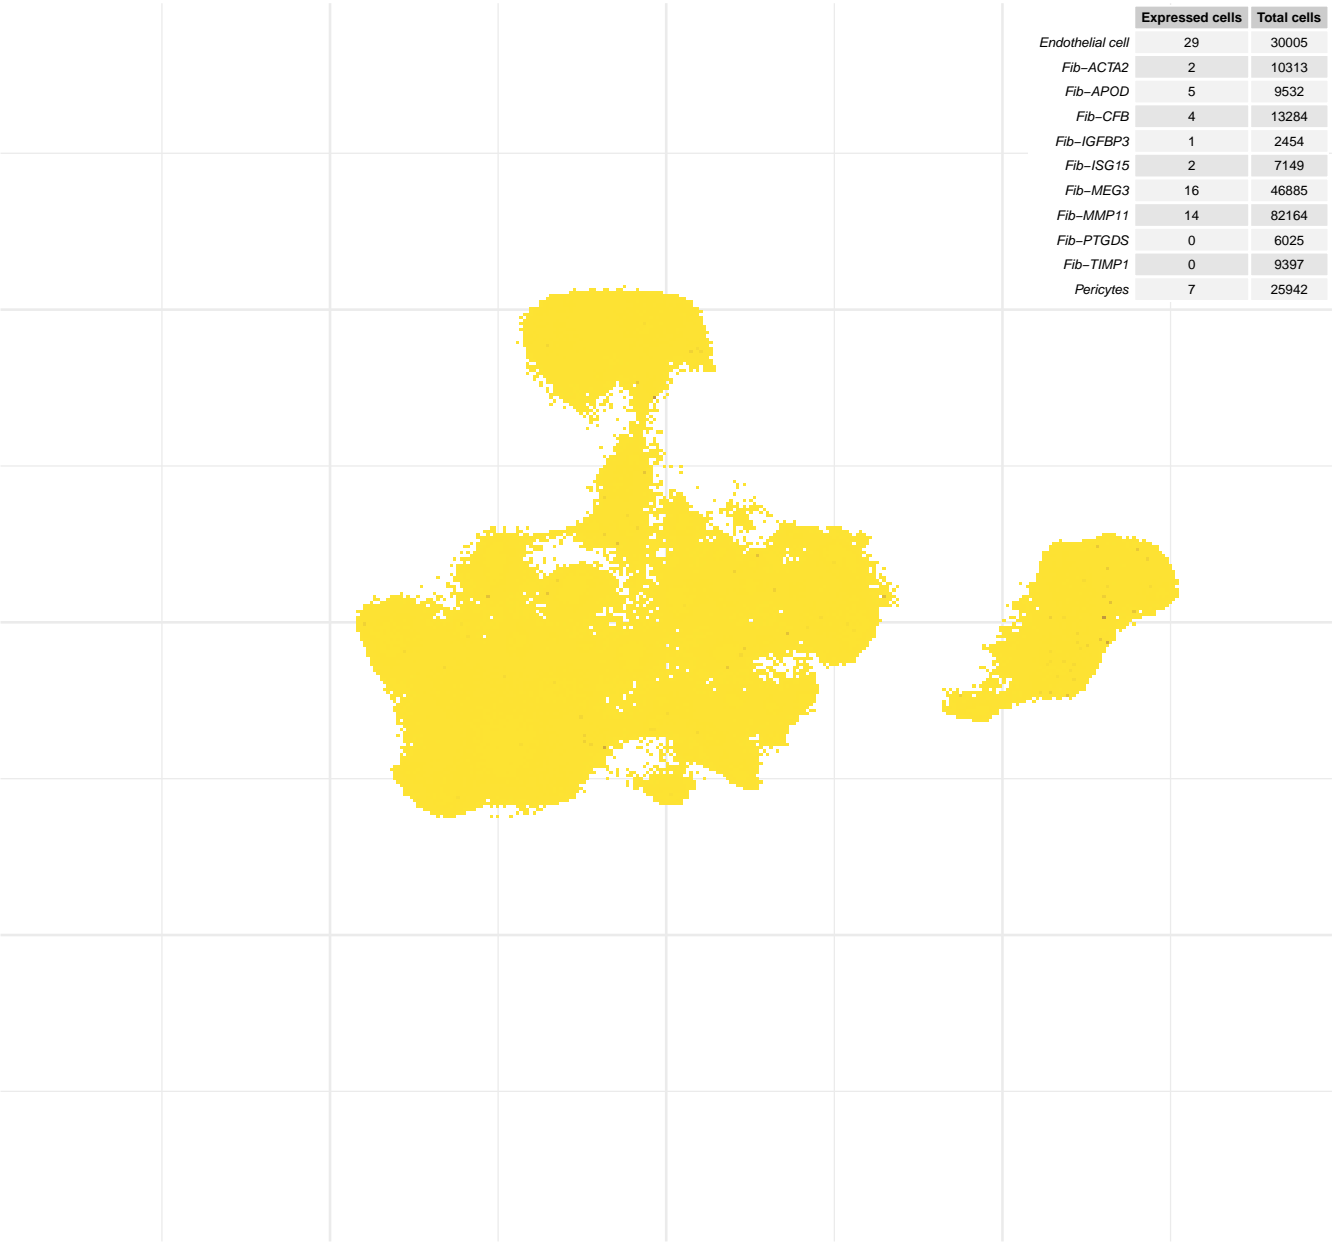 Expressed cells Total cells
Endothelial cell 29 30005
Fib−ACTA2 2 10313
Fib−APOD 5 9532
Fib−CFB 4 13284
Fib−IGFBP3 1 2454
Fib−ISG15 2 7149
Fib−MEG3 16 46885
Fib−MMP11 14 82164
Fib−PTGDS 0 6025
Fib−TIMP1 0 9397
Pericytes 7 25942